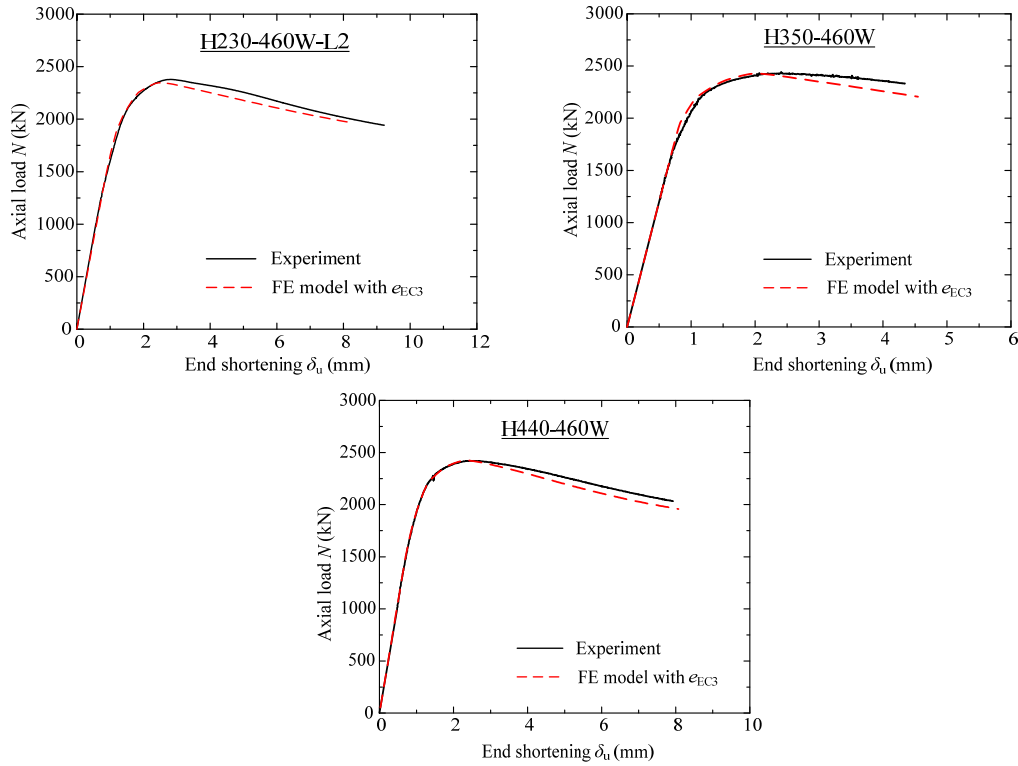 H230-460W-L2
3000
2500
2000
1500
1000
500
0
Axial load N (kN)
Experiment
FE model with eEC3
0 2 4 6 8 10 12
End shortening δu (mm)
H350-460W
3000
2500
2000
1500
1000
500
0
Axial load N (kN)
Experiment
FE model with eEC3
0 1 2 3 4 5 6
End shortening δu (mm)
H440-460W
3000
2500
2000
1500
1000
500
0
Axial load N (kN)
Experiment
FE model with eEC3
0 2 4 6 8 10
End shortening δu (mm)